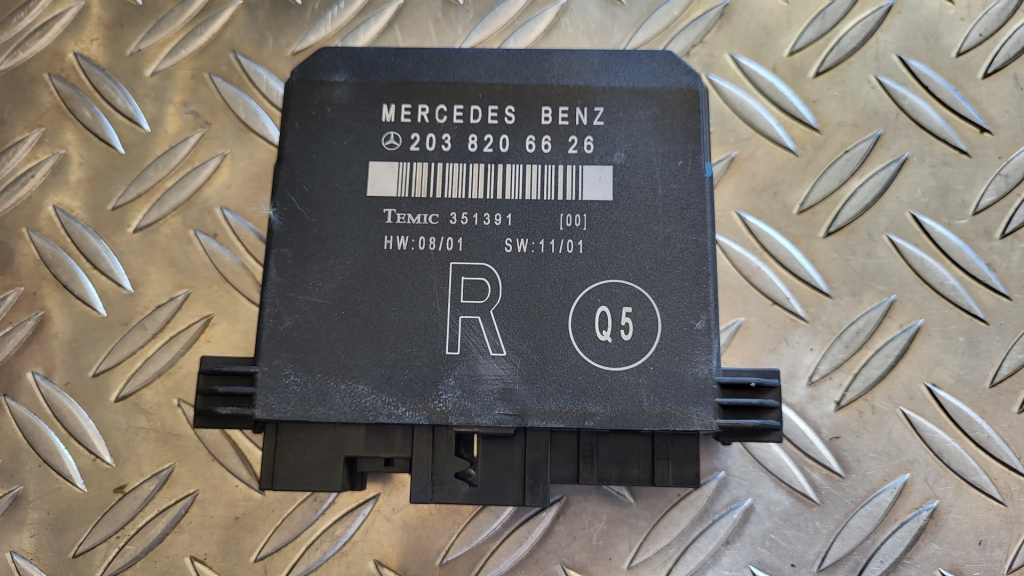 MERCEDES BENZ
203 820 66 26
TEMIC 351391 [00]
HW:08/01 SW:11/01
R
Q5